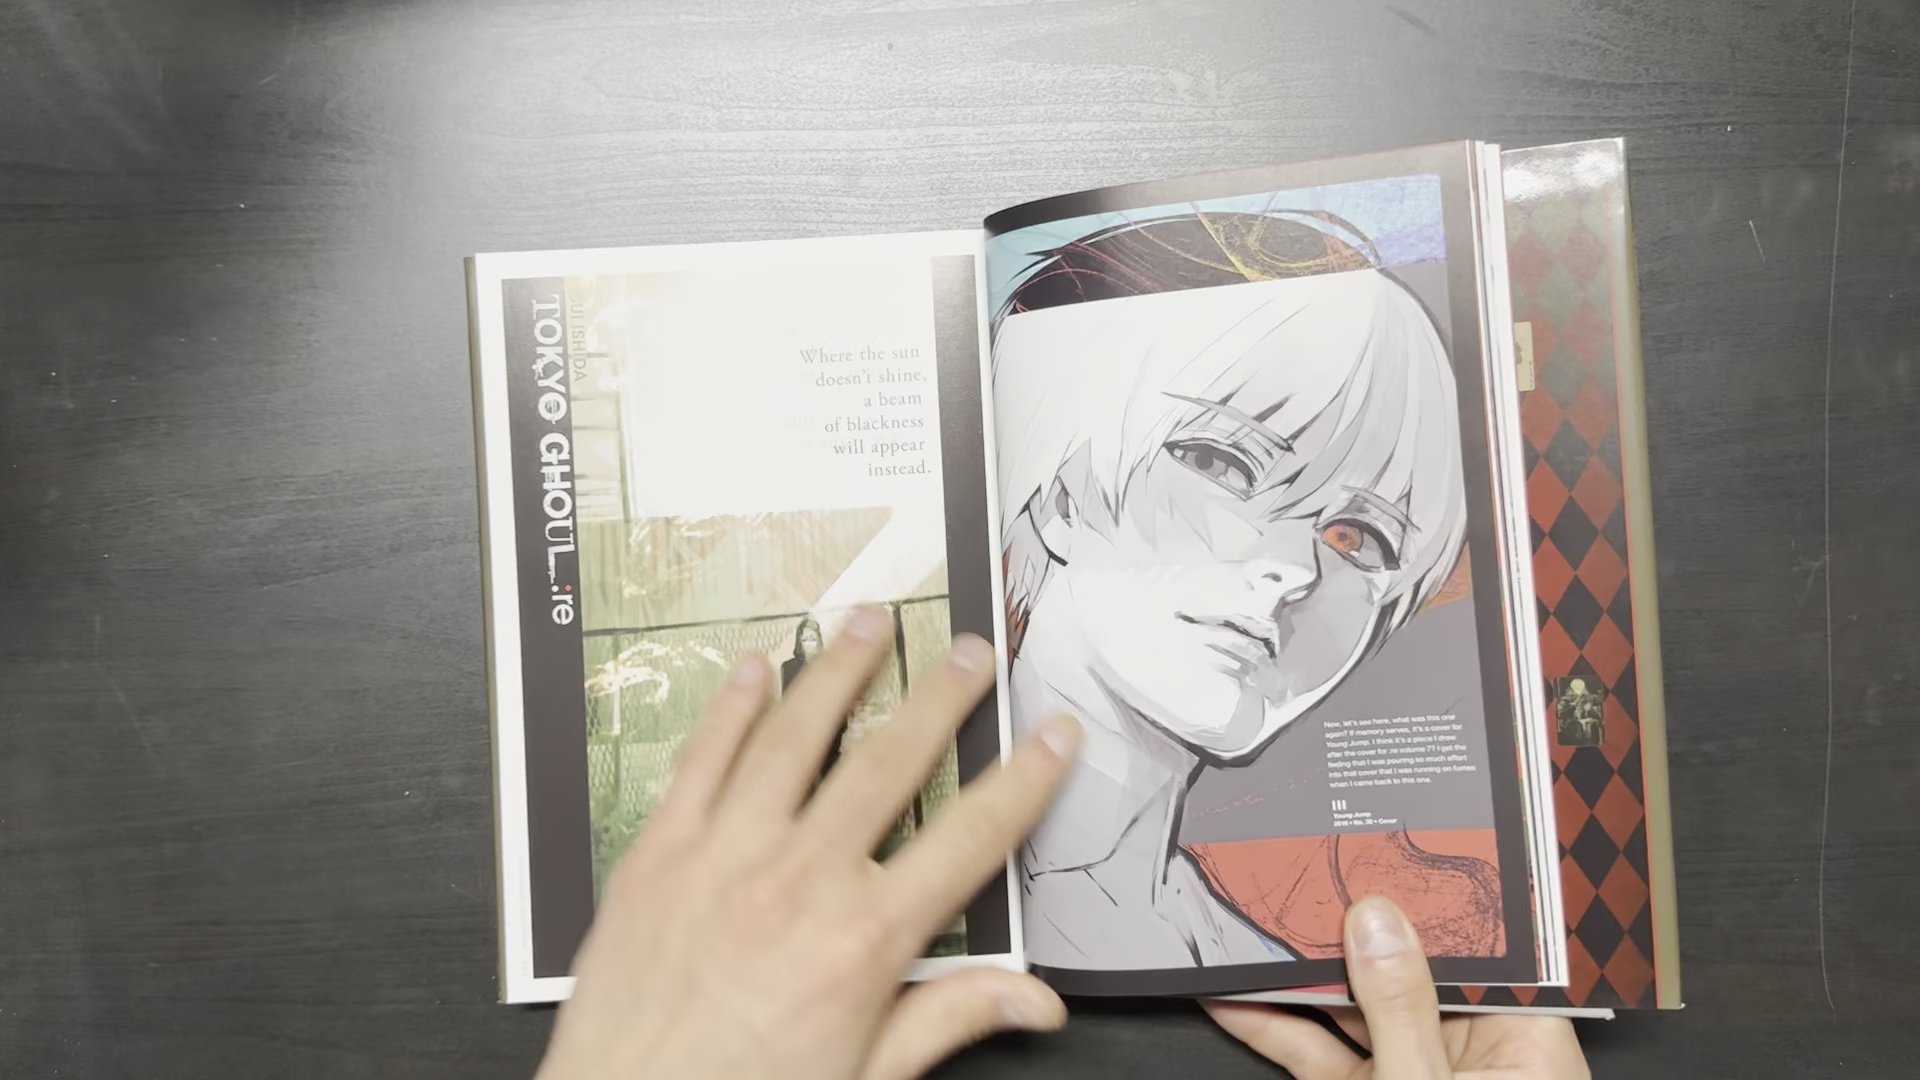 SUI ISHIDA
TOKYO GHOUL:re
Where the sun
doesn't shine,
a beam
of blackness
will appear
instead.
Now, let's see here, what was this one
again? If memory serves, it's a cover for
Young Jump. I think it's a piece I drew
after the cover for :re volume 7? I get the
feeling that I was pouring so much effort
into that cover that I was running on fumes
when I came back to this one.
Young Jump
Cover